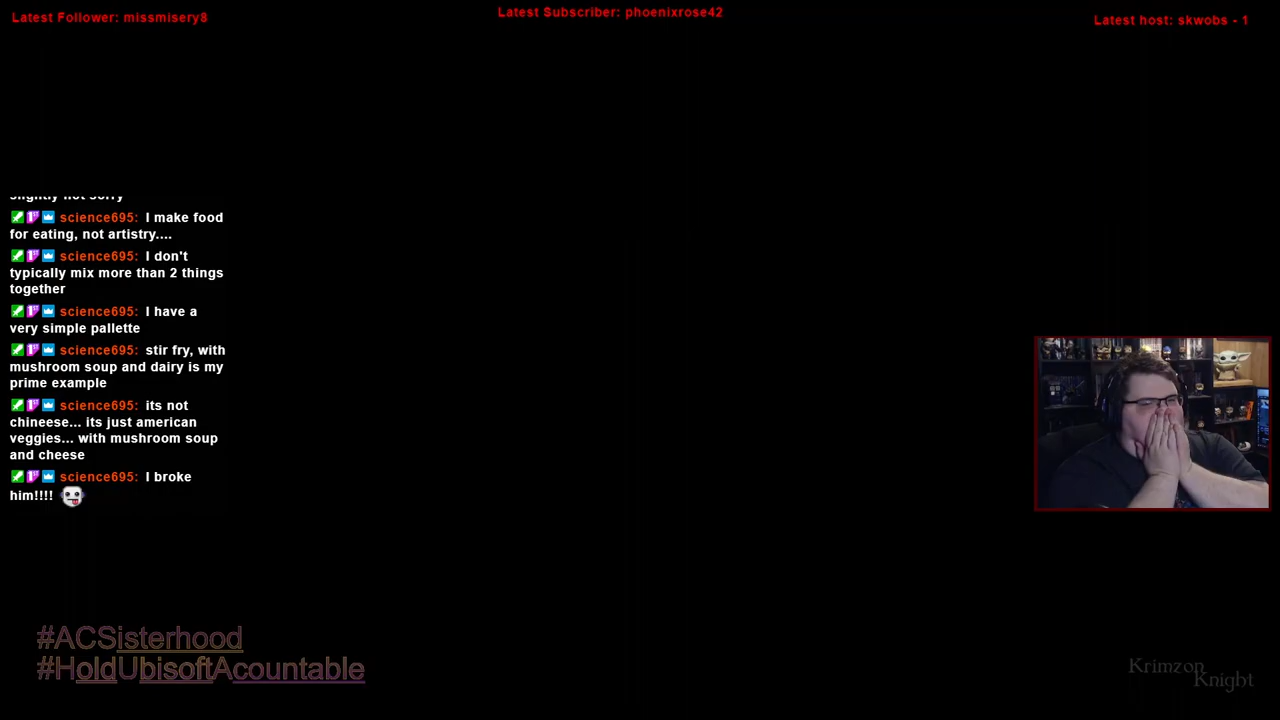 Latest Follower: missmisery8
Latest Subscriber: phoenixrose42
Latest host: skwobs - 1
slightly not sorry
science695: I make food
for eating, not artistry....
science695: I don't
typically mix more than 2 things
together
science695: I have a
very simple pallette
science695: stir fry, with
mushroom soup and dairy is my
prime example
science695: its not
chineese... its just american
veggies... with mushroom soup
and cheese
science695: I broke
him!!!!
#ACSisterhood
#HoldUbisoftAcountable
Krimzon
Knight